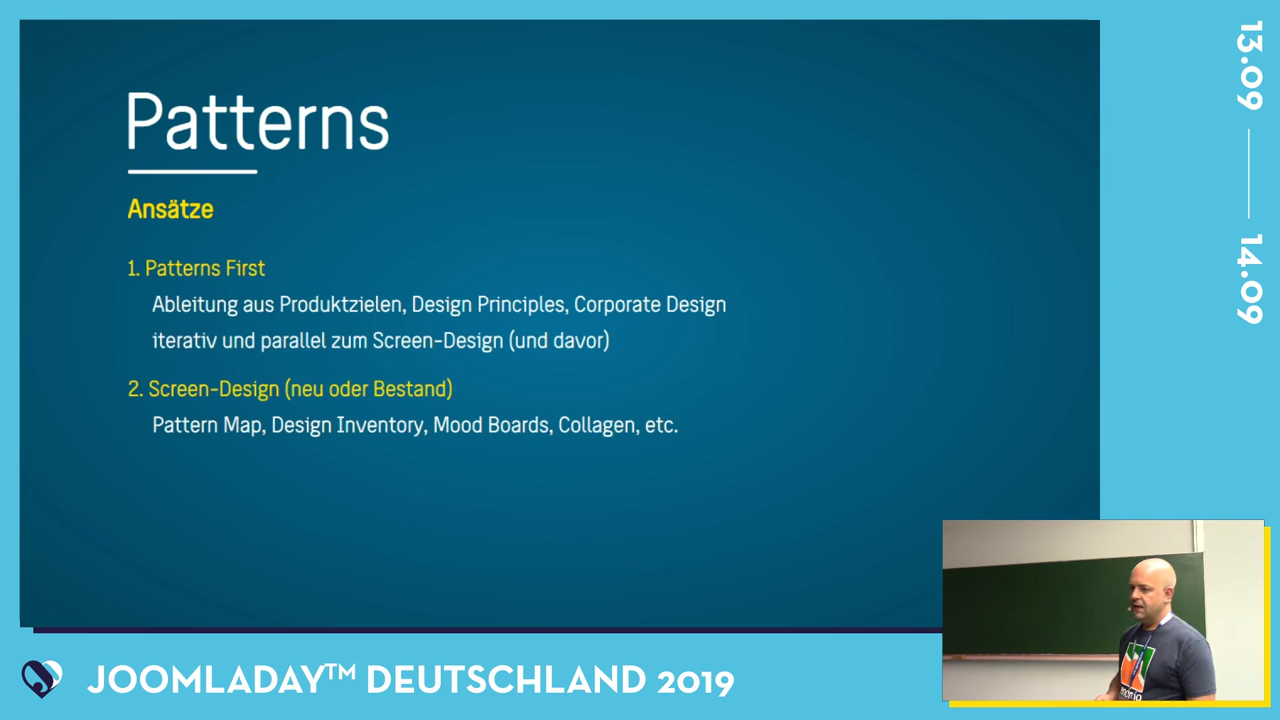 Patterns
Ansätze
1. Patterns First
Ableitung aus Produktzielen, Design Principles, Corporate Design
iterativ und parallel zum Screen-Design (und davor)
2. Screen-Design (neu oder Bestand)
Pattern Map, Design Inventory, Mood Boards, Collagen, etc.
13.09
14.09
JOOMLADAY™ DEUTSCHLAND 2019